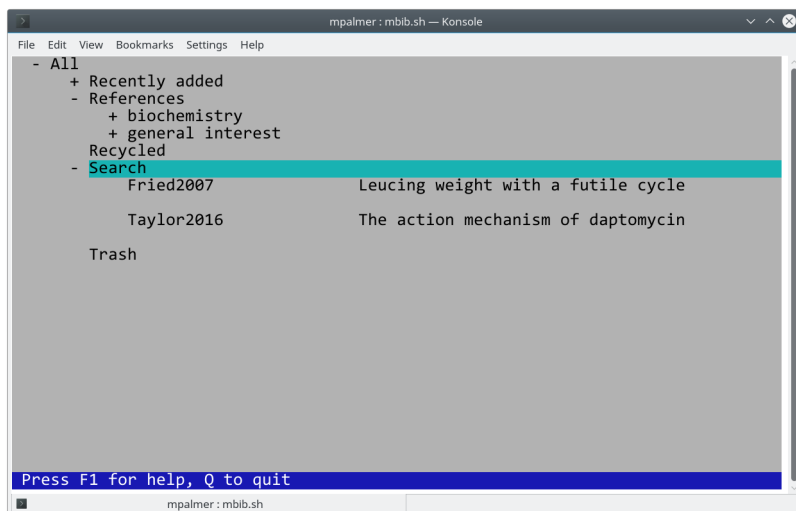 mpalmer : mbib.sh — Konsole
File Edit View Bookmarks Settings Help
- All
+ Recently added
- References
+ biochemistry
+ general interest
Recycled
- Search
Fried2007 Leucing weight with a futile cycle
Taylor2016 The action mechanism of daptomycin
Trash
Press F1 for help, Q to quit
mpalmer : mbib.sh